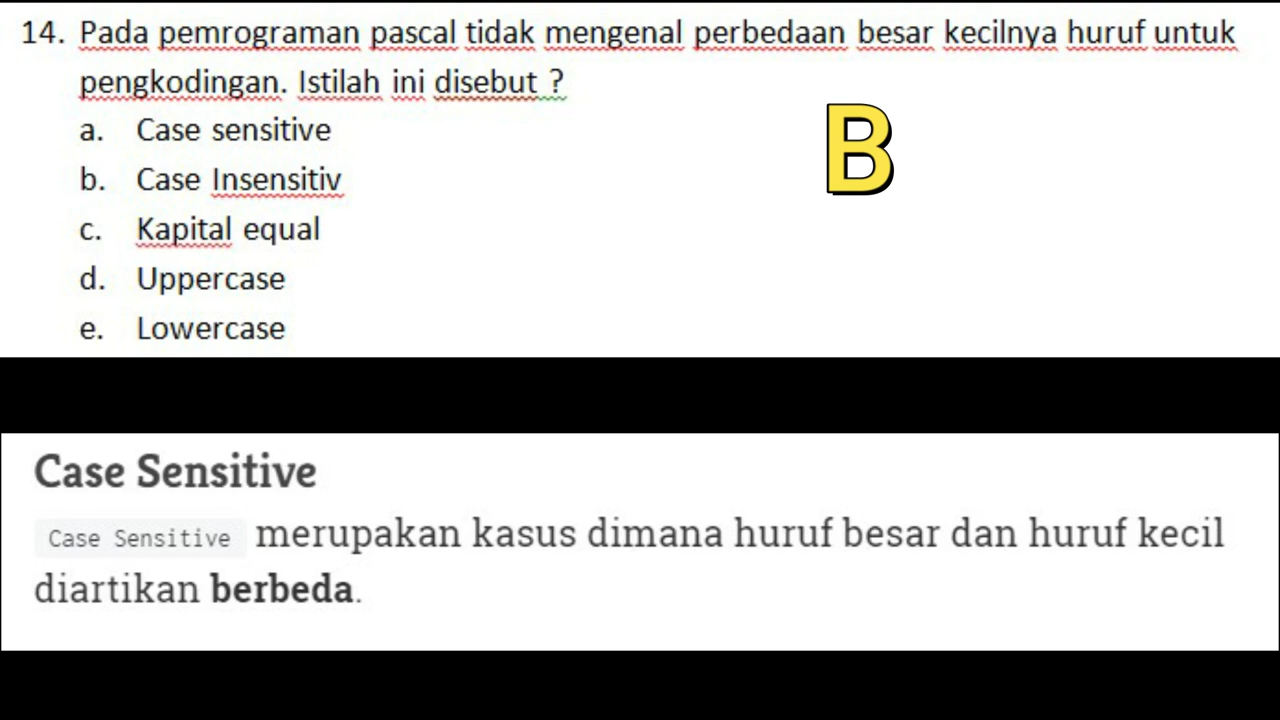 14. Pada pemrograman pascal tidak mengenal perbedaan besar kecilnya huruf untuk
pengkodingan. Istilah ini disebut ?
a. Case sensitive
b. Case Insensitiv
c. Kapital equal
d. Uppercase
e. Lowercase
B
Case Sensitive
Case Sensitive merupakan kasus dimana huruf besar dan huruf kecil
diartikan berbeda.